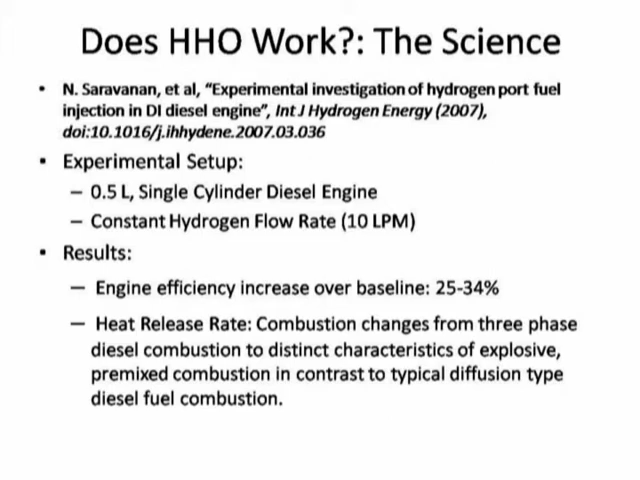 Does HHO Work?: The Science
• N. Saravanan, et al, “Experimental investigation of hydrogen port fuel
injection in DI diesel engine”, Int J Hydrogen Energy (2007),
doi:10.1016/j.ihhydene.2007.03.036
• Experimental Setup:
– 0.5 L, Single Cylinder Diesel Engine
– Constant Hydrogen Flow Rate (10 LPM)
• Results:
– Engine efficiency increase over baseline: 25-34%
– Heat Release Rate: Combustion changes from three phase
diesel combustion to distinct characteristics of explosive,
premixed combustion in contrast to typical diffusion type
diesel fuel combustion.